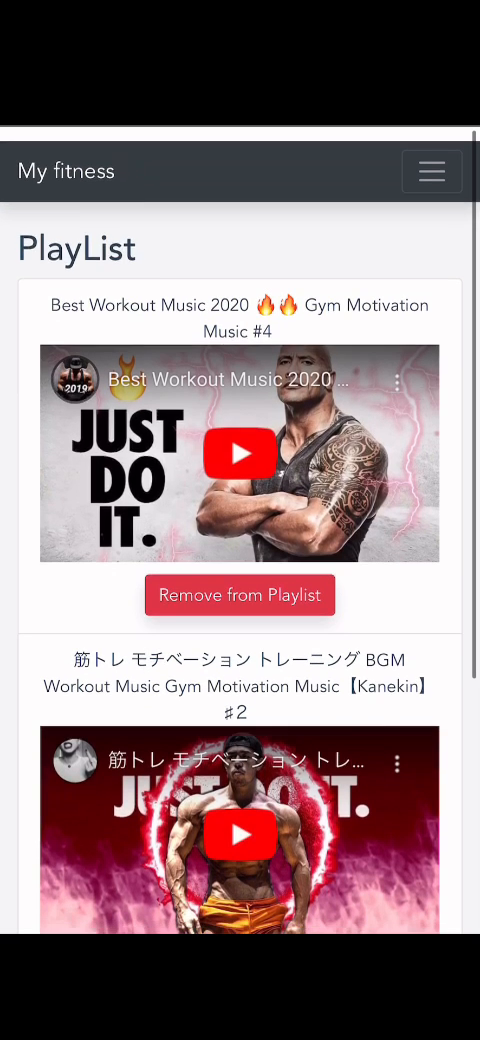 My fitness
PlayList
Best Workout Music 2020 🔥🔥 Gym Motivation
Music #4
2019
Best Workout Music 2020 ...
JUST
DO
IT.
Remove from Playlist
筋トレ モチベーション トレーニング BGM
Workout Music Gym Motivation Music【Kanekin】
♯2
筋トレ モチベーション トレ...
JUST DO IT.